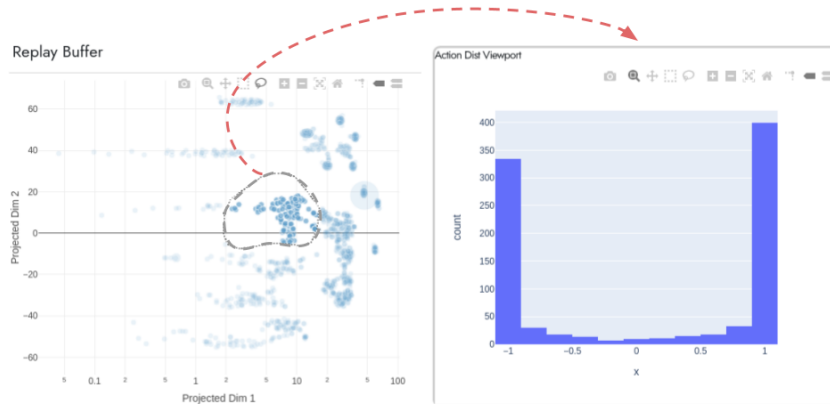 Replay Buffer
60
40
20
0
−20
−40
−60
Projected Dim 2
5 0.1 2 5 1 2 5 10 2 5 100
Projected Dim 1
Action Dist Viewport
400
350
300
250
200
150
100
50
0
count
−1 −0.5 0 0.5 1
x